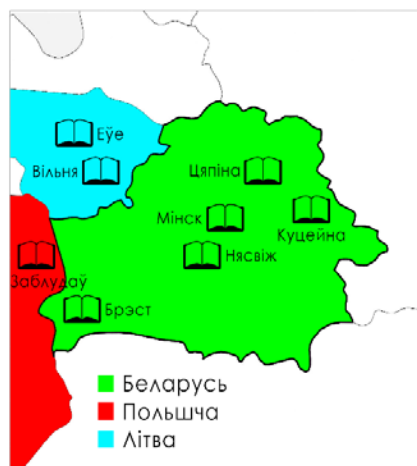 Еўе
Вільня
Цяпіна
Мінск
Куцейна
Нясвіж
Заблудаў
Брэст
Беларусь
Польшча
Літва